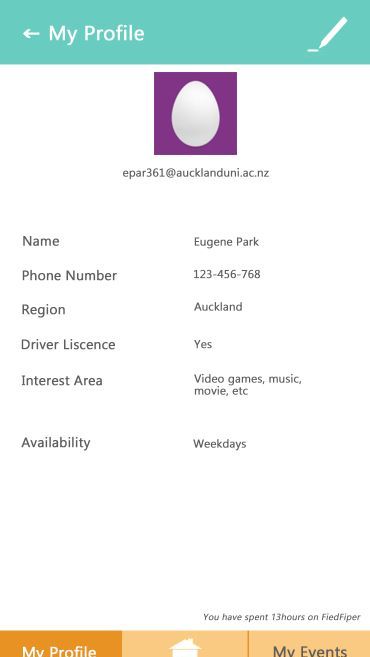 My Profile
epar361@aucklanduni.ac.nz
Name Eugene Park
Phone Number 123-456-768
Region Auckland
Driver Liscence Yes
Interest Area Video games, music,
movie, etc
Availability Weekdays
You have spent 13hours on FiedFiper
My Profile My Events